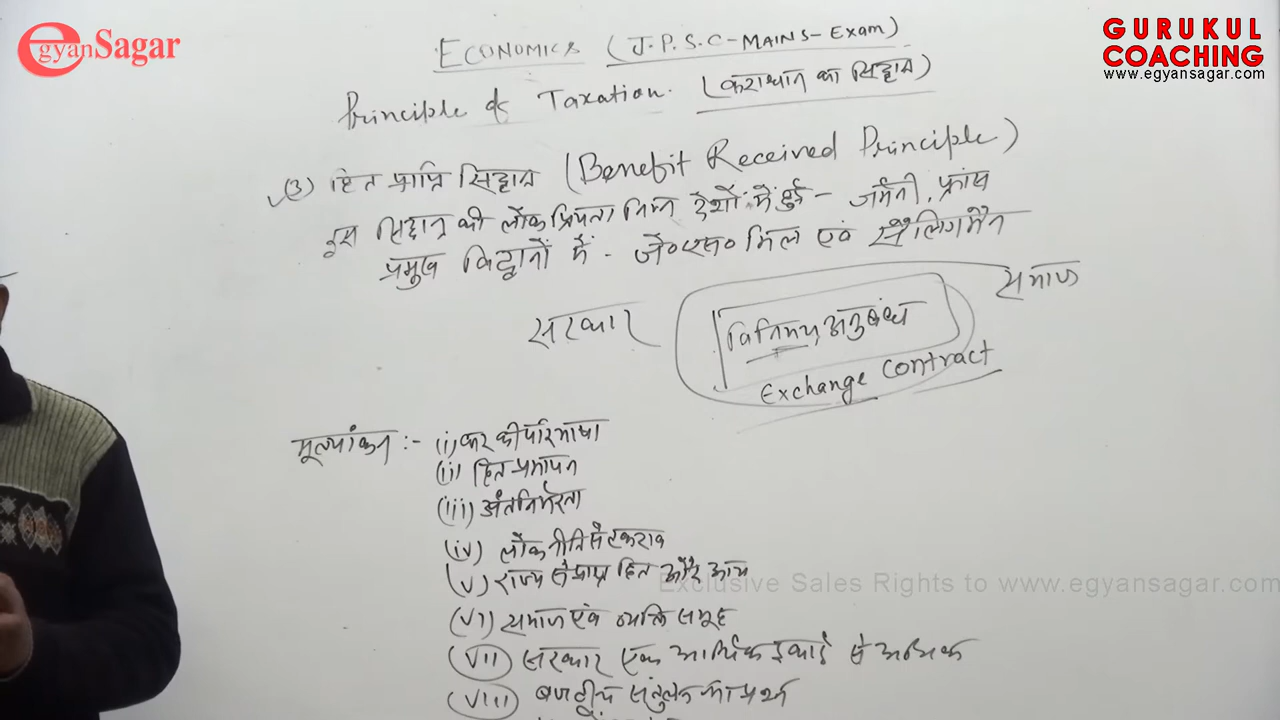 egyanSagar
GURUKUL
COACHING
www.egyansagar.com
ECONOMICS (J.P.S.C-MAINS-Exam)
Principle of Taxation. (कराधान का सिद्धान्त)
(3) हित प्राप्ति सिद्धान्त (Benefit Received Principle)
इस सिद्धान्त की लोकप्रियता निम्न देशों में हुई - जर्मनी, फ्रांस
प्रमुख विद्वानों में - जे०एस० मिल एवं सैलिगमैन
सरकार
विनिमय अनुबंध
समाज
Exchange contract
मूल्यांकन :- (i) कर की परिभाषा
(ii) हित प्रमापन
(iii) अंतर्निर्भरता
(iv) लोक नीति से टकराव
(v) राज्य से प्राप्त हित और आय
Exclusive Sales Rights to www.egyansagar.com
(VI) समाज एवं व्यक्ति समूह
(VII) सरकार एक आर्थिक इकाई से अधिक
(VIII) बजटीय संतुलन का प्रश्न